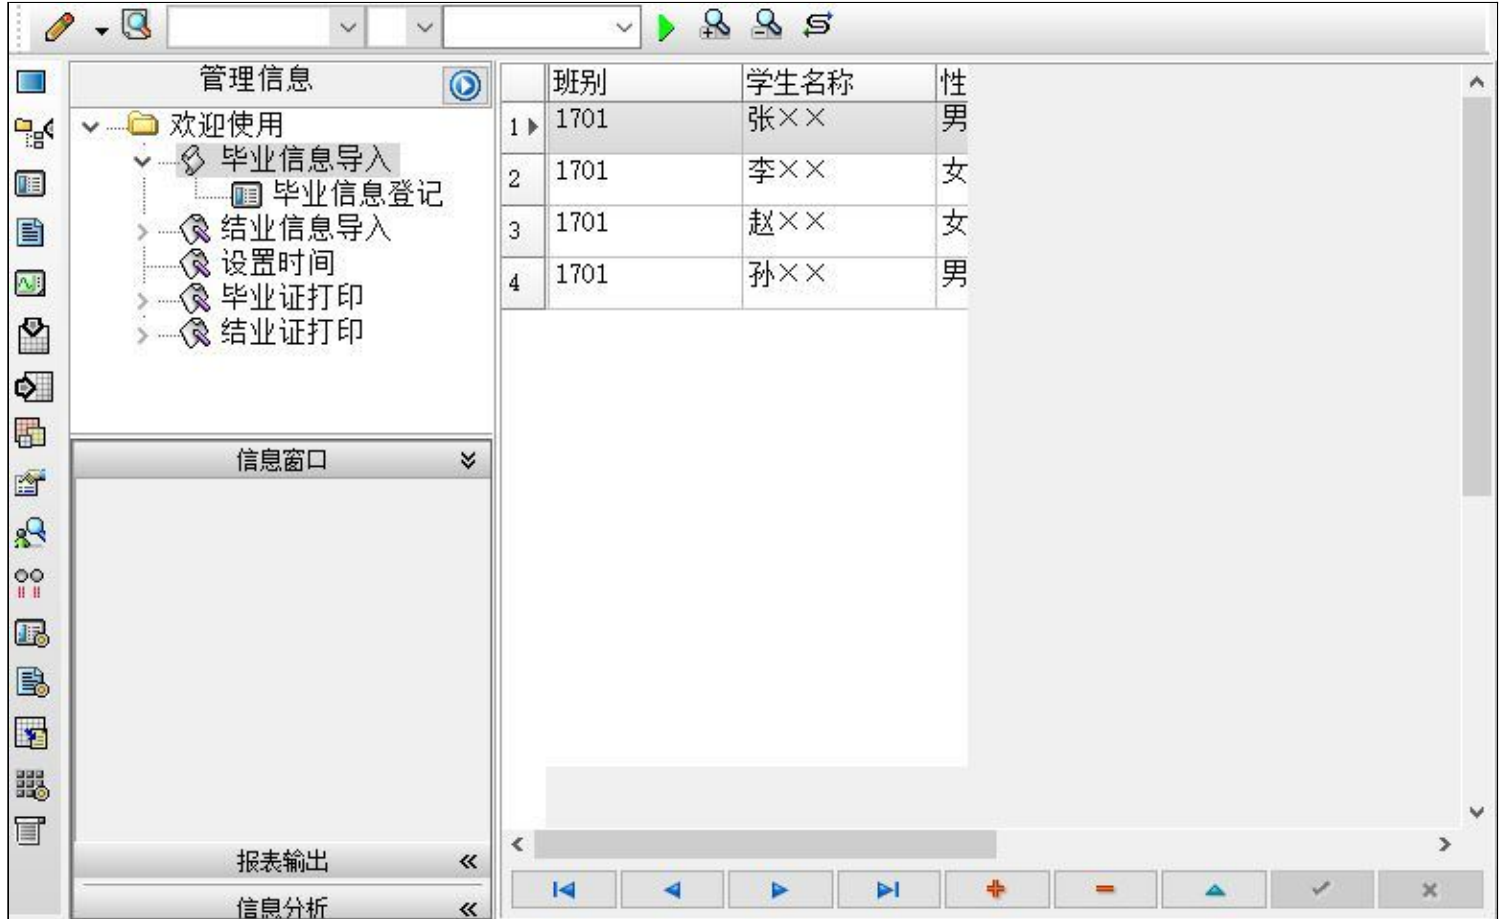 管理信息
欢迎使用
毕业信息导入
毕业信息登记
结业信息导入
设置时间
毕业证打印
结业证打印
信息窗口
报表输出
信息分析
班别 学生名称 性
1 1701 张×× 男
2 1701 李×× 女
3 1701 赵×× 女
4 1701 孙×× 男